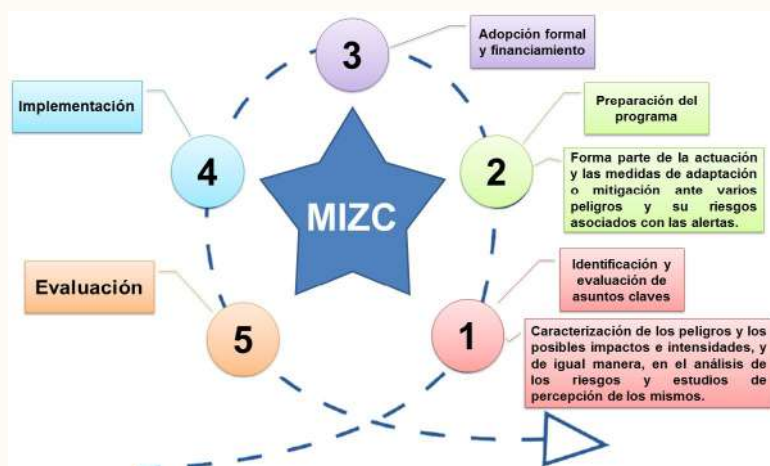 3
Adopción formal
y financiamiento
Implementación
4
MIZC
2
Preparación del
programa
Forma parte de la actuación
y las medidas de adaptación
o mitigación ante varios
peligros y su riesgos
asociados con las alertas.
Evaluación
5
1
Identificación y
evaluación de
asuntos claves
Caracterización de los peligros y los
posibles impactos e intensidades, y
de igual manera, en el análisis de
los riesgos y estudios de
percepción de los mismos.